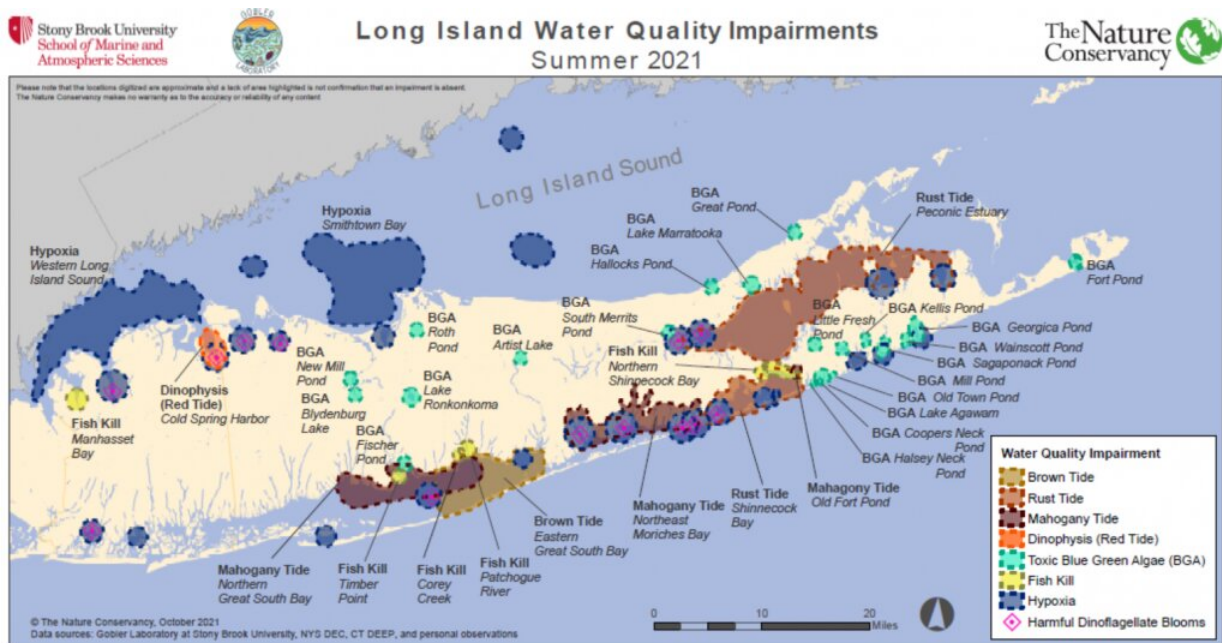 Stony Brook University
School of Marine and
Atmospheric Sciences
GOBLER
LABORATORY
Long Island Water Quality Impairments
Summer 2021
The Nature
Conservancy
Please note that the locations digitized are approximate and a lack of area highlighted is not confirmation that an impairment is absent.
The Nature Conservancy makes no warranty as to the accuracy or reliability of any content
Long Island Sound
Hypoxia
Western Long
Island Sound
Hypoxia
Smithtown Bay
BGA
Great Pond
BGA
Lake Marratooka
BGA
Hallocks Pond
Rust Tide
Peconic Estuary
BGA
Fort Pond
BGA
South Merrits
Pond
BGA
Little Fresh
Pond
BGA Kellis Pond
BGA Georgica Pond
BGA Wainscott Pond
BGA Sagaponack Pond
BGA Mill Pond
BGA Old Town Pond
BGA Lake Agawam
BGA Coopers Neck
Pond
BGA Halsey Neck
Pond
BGA
Roth
Pond
BGA
Artist Lake
Fish Kill
Northern
Shinnecock Bay
BGA
New Mill
Pond
BGA
Blydenburg
Lake
BGA
Lake
Ronkonkoma
BGA
Fischer
Pond
Dinophysis
(Red Tide)
Cold Spring Harbor
Fish Kill
Manhasset
Bay
Mahogany Tide
Northern
Great South Bay
Fish Kill
Timber
Point
Fish Kill
Corey
Creek
Fish Kill
Patchogue
River
Brown Tide
Eastern
Great South Bay
Mahogany Tide
Northeast
Moriches Bay
Rust Tide
Shinnecock
Bay
Mahagony Tide
Old Fort Pond
Water Quality Impairment
Brown Tide
Rust Tide
Mahogany Tide
Dinophysis (Red Tide)
Toxic Blue Green Algae (BGA)
Fish Kill
Hypoxia
Harmful Dinoflagellate Blooms
0 10 20
Miles
© The Nature Conservancy, October 2021
Data sources: Gobler Laboratory at Stony Brook University, NYS DEC, CT DEEP, and personal observations